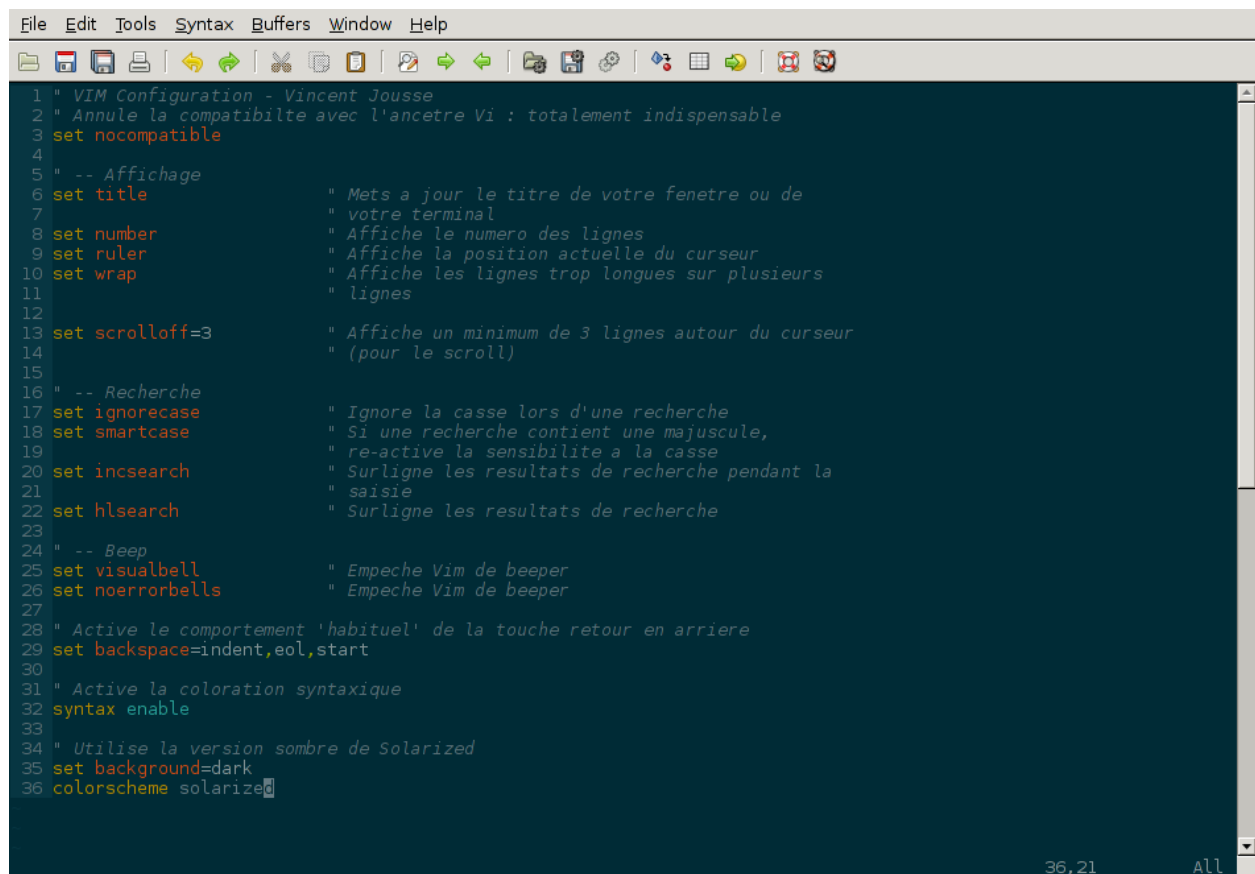 File Edit Tools Syntax Buffers Window Help
1 " VIM Configuration - Vincent Jousse
2 " Annule la compatibilte avec l'ancetre Vi : totalement indispensable
3 set nocompatible
4
5 " -- Affichage
6 set title " Mets a jour le titre de votre fenetre ou de
7 " votre terminal
8 set number " Affiche le numero des lignes
9 set ruler " Affiche la position actuelle du curseur
10 set wrap " Affiche les lignes trop longues sur plusieurs
11 " lignes
12
13 set scrolloff=3 " Affiche un minimum de 3 lignes autour du curseur
14 " (pour le scroll)
15
16 " -- Recherche
17 set ignorecase " Ignore la casse lors d'une recherche
18 set smartcase " Si une recherche contient une majuscule,
19 " re-active la sensibilite a la casse
20 set incsearch " Surligne les resultats de recherche pendant la
21 " saisie
22 set hlsearch " Surligne les resultats de recherche
23
24 " -- Beep
25 set visualbell " Empeche Vim de beeper
26 set noerrorbells " Empeche Vim de beeper
27
28 " Active le comportement 'habituel' de la touche retour en arriere
29 set backspace=indent,eol,start
30
31 " Active la coloration syntaxique
32 syntax enable
33
34 " Utilise la version sombre de Solarized
35 set background=dark
36 colorscheme solarized
36,21 All